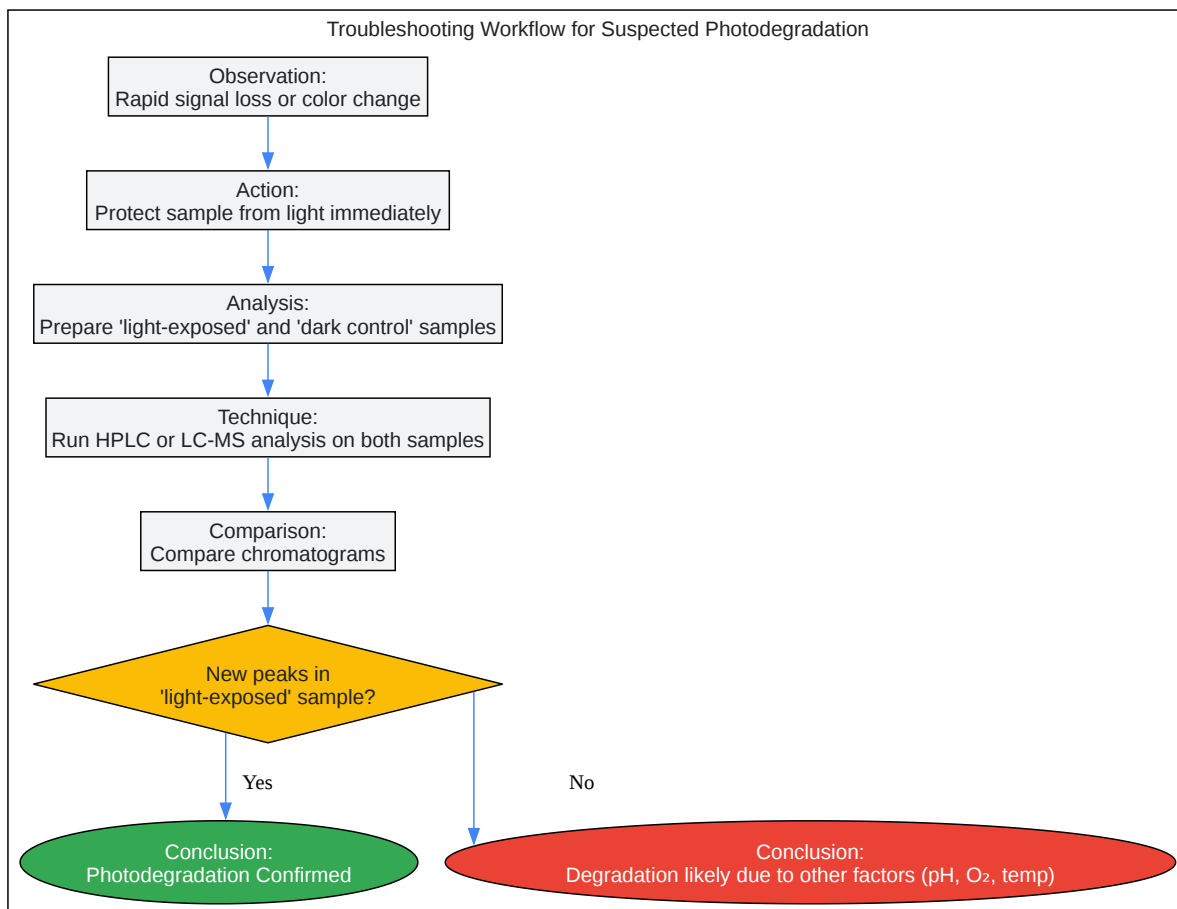 Troubleshooting Workflow for Suspected Photodegradation
Observation:
Rapid signal loss or color change
Action:
Protect sample from light immediately
Analysis:
Prepare 'light-exposed' and 'dark control' samples
Technique:
Run HPLC or LC-MS analysis on both samples
Comparison:
Compare chromatograms
New peaks in
'light-exposed' sample?
Yes
No
Conclusion:
Photodegradation Confirmed
Conclusion:
Degradation likely due to other factors (pH, O₂, temp)